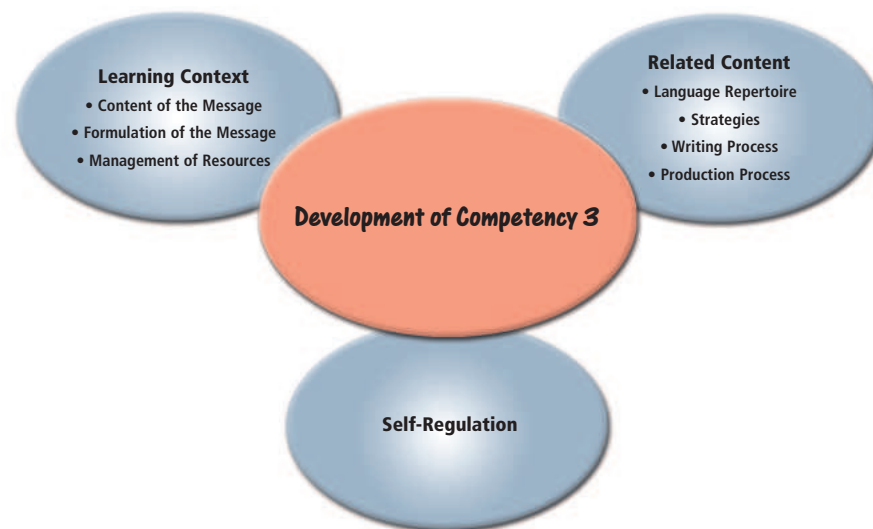 Learning Context
• Content of the Message
• Formulation of the Message
• Management of Resources
Related Content
• Language Repertoire
• Strategies
• Writing Process
• Production Process
Development of Competency 3
Self-Regulation